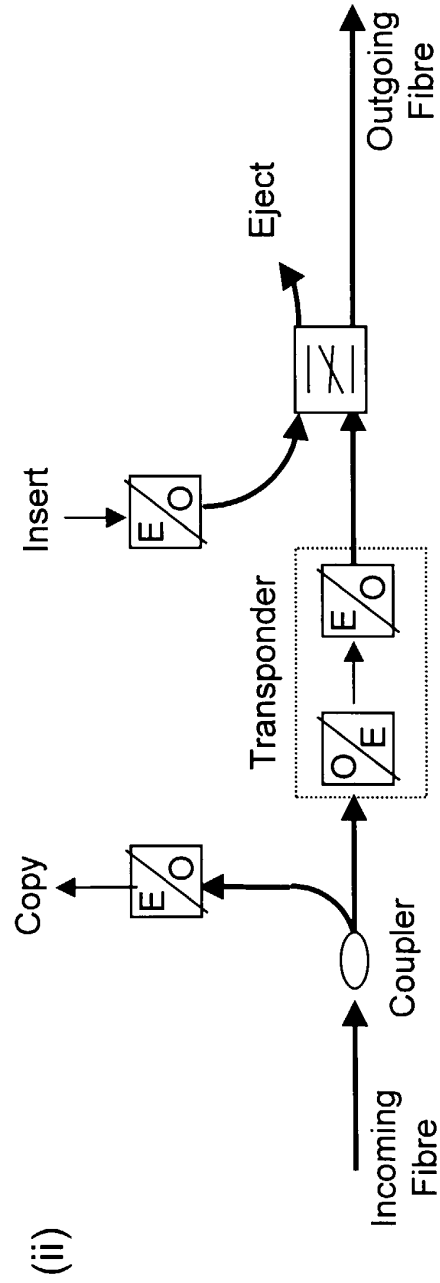 (ii)
Copy
Insert
E
O
E
O
Eject
Transponder
O
E
E
O
Incoming
Fibre
Coupler
Outgoing
Fibre